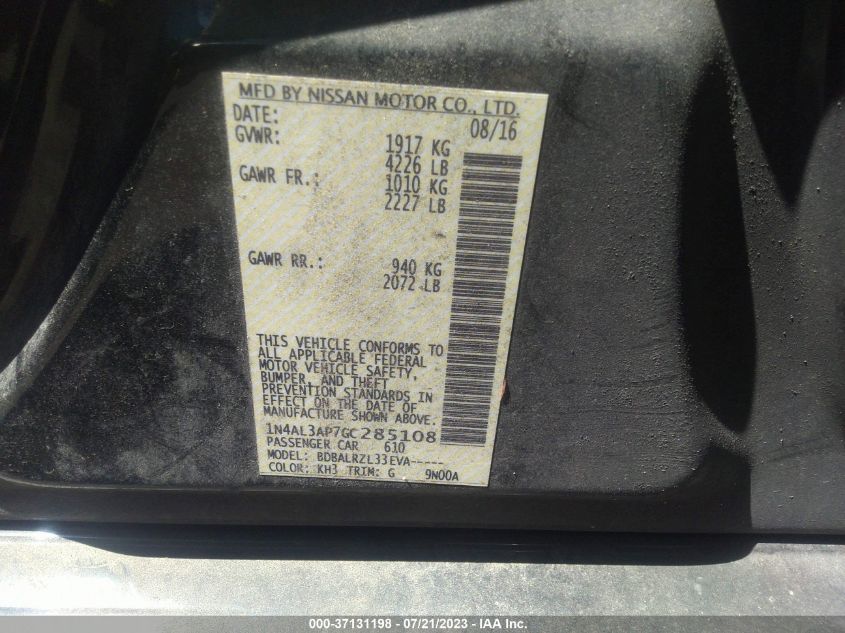 MFD BY NISSAN MOTOR CO., LTD.
DATE: 08/16
GVWR: 1917 KG
4226 LB
GAWR FR.: 1010 KG
2227 LB
GAWR RR.: 940 KG
2072 LB
THIS VEHICLE CONFORMS TO
ALL APPLICABLE FEDERAL
MOTOR VEHICLE SAFETY,
BUMPER, AND THEFT
PREVENTION STANDARDS IN
EFFECT ON THE DATE OF
MANUFACTURE SHOWN ABOVE.
1N4AL3AP7GC285108
PASSENGER CAR 610
MODEL: BDBALRZL33EVA-----
COLOR: KH3 TRIM: G 9N00A
000-37131198 - 07/21/2023 - IAA Inc.